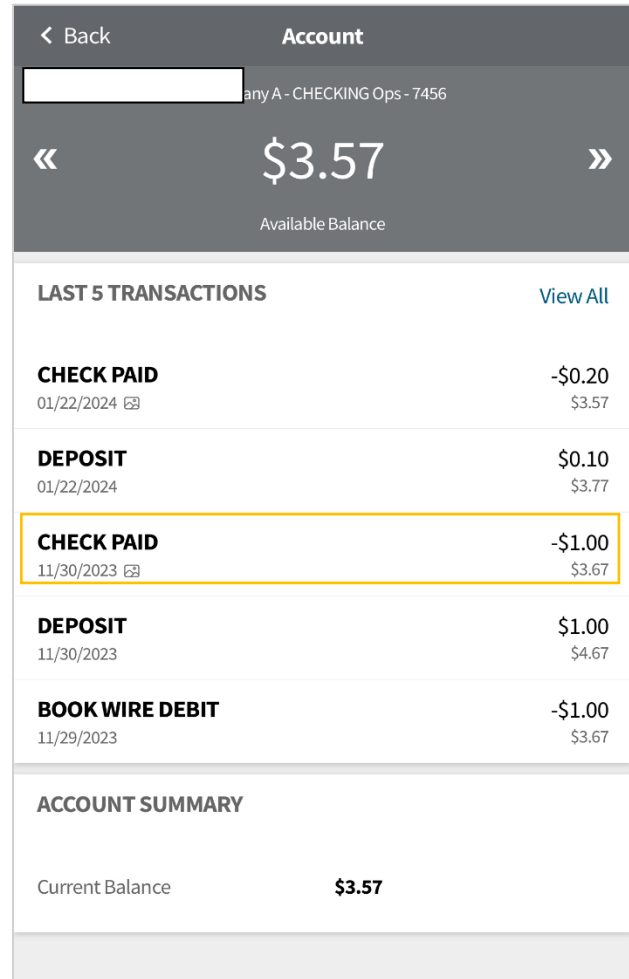 Back
Account
any A - CHECKING Ops - 7456
«
$3.57
»
Available Balance
LAST 5 TRANSACTIONS View All
CHECK PAID -$0.20
01/22/2024 $3.57
DEPOSIT $0.10
01/22/2024 $3.77
CHECK PAID -$1.00
11/30/2023 $3.67
DEPOSIT $1.00
11/30/2023 $4.67
BOOK WIRE DEBIT -$1.00
11/29/2023 $3.67
ACCOUNT SUMMARY
Current Balance $3.57